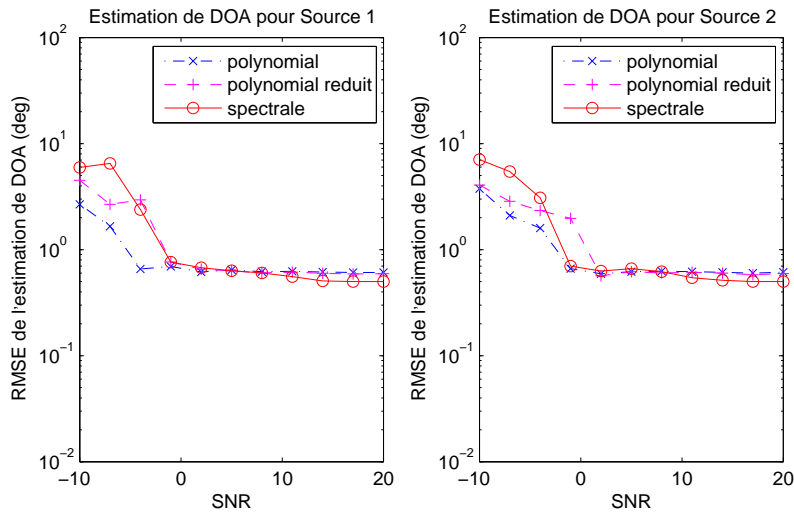 Estimation de DOA pour Source 1
10^2
10^1
10^0
10^-1
10^-2
RMSE de l'estimation de DOA (deg)
polynomial
polynomial reduit
spectrale
-10 0 10 20
SNR
Estimation de DOA pour Source 2
10^2
10^1
10^0
10^-1
10^-2
RMSE de l'estimation de DOA (deg)
polynomial
polynomial reduit
spectrale
-10 0 10 20
SNR